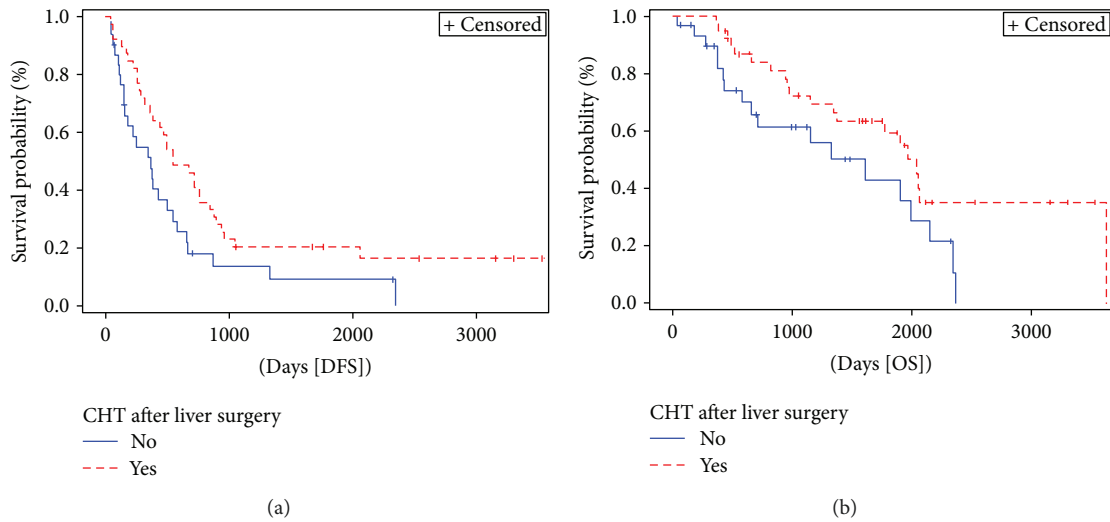 Survival probability (%)
1.0
0.8
0.6
0.4
0.2
0.0
+ Censored
0 1000 2000 3000
(Days [DFS])
CHT after liver surgery
No
Yes
(a)
Survival probability (%)
1.0
0.8
0.6
0.4
0.2
0.0
+ Censored
0 1000 2000 3000
(Days [OS])
CHT after liver surgery
No
Yes
(b)